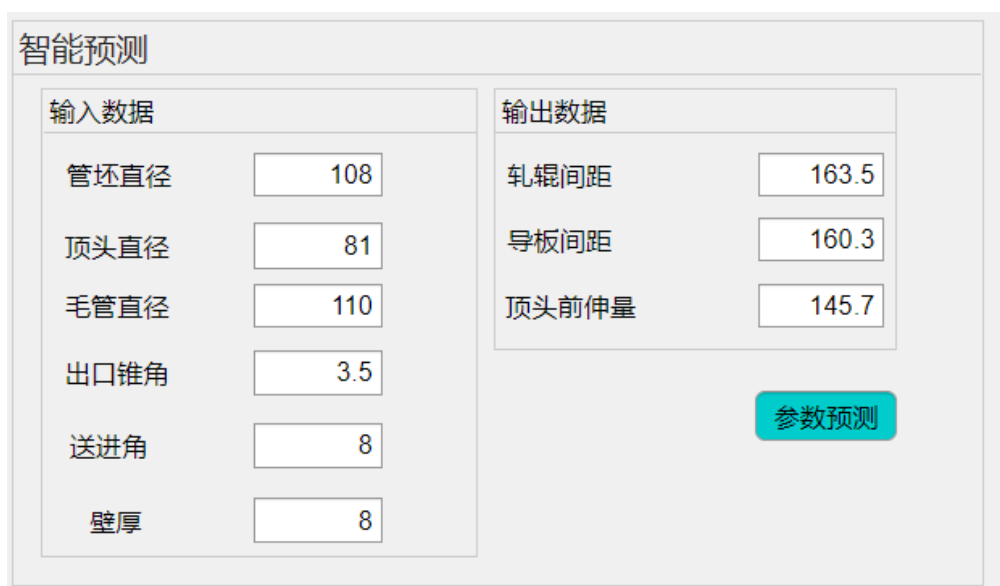 智能预测
输入数据
管坯直径 108
顶头直径 81
毛管直径 110
出口锥角 3.5
送进角 8
壁厚 8
输出数据
轧辊间距 163.5
导板间距 160.3
顶头前伸量 145.7
参数预测